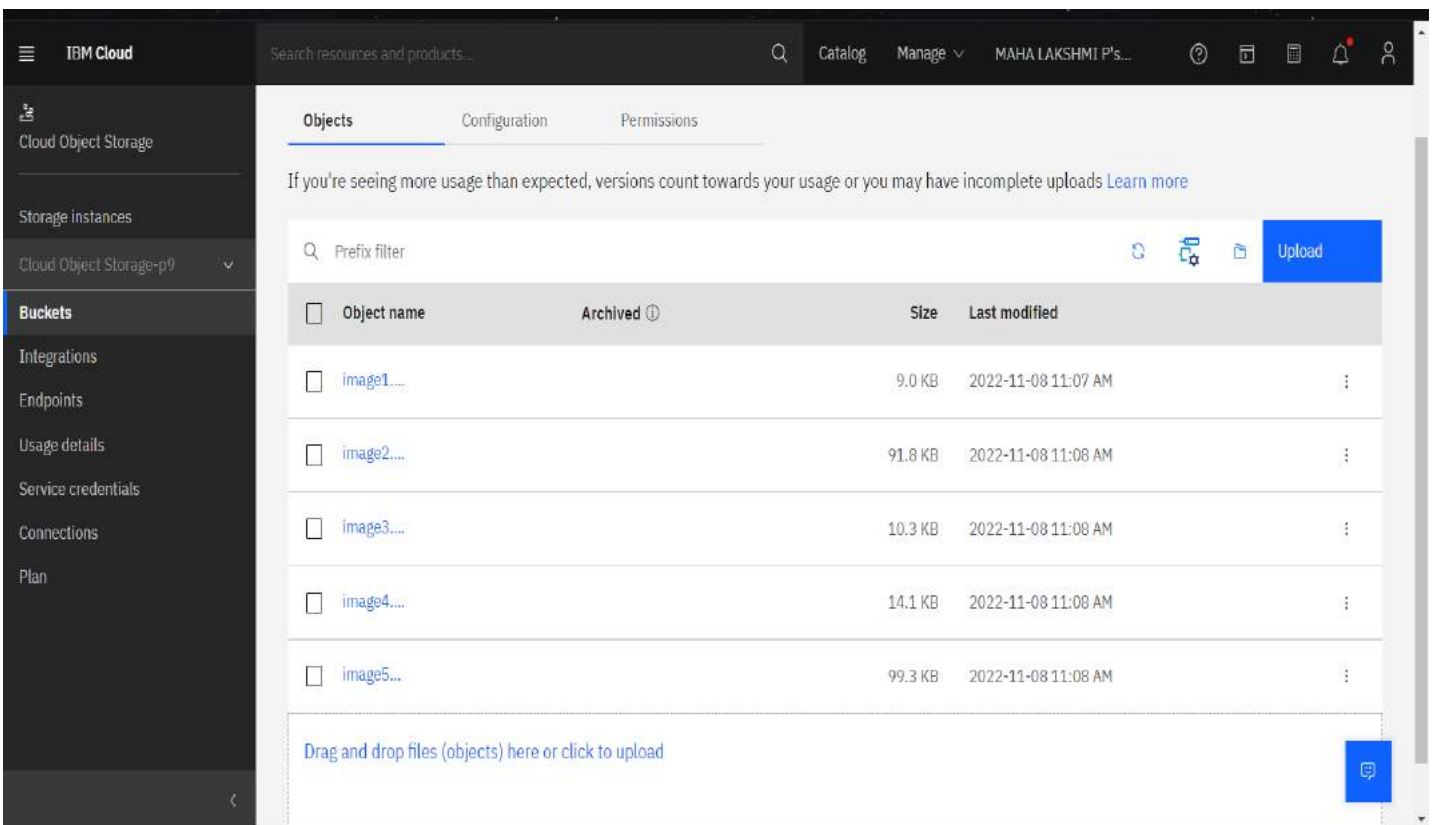 IBM Cloud
Search resources and products...
Catalog
Manage
MAHA LAKSHMI P's...
Cloud Object Storage
Storage instances
Cloud Object Storage-p9
Buckets
Integrations
Endpoints
Usage details
Service credentials
Connections
Plan
Objects Configuration Permissions
If you're seeing more usage than expected, versions count towards your usage or you may have incomplete uploads Learn more
Prefix filter
Upload
Object name Archived Size Last modified
image1.... 9.0 KB 2022-11-08 11:07 AM
image2.... 91.8 KB 2022-11-08 11:08 AM
image3.... 10.3 KB 2022-11-08 11:08 AM
image4.... 14.1 KB 2022-11-08 11:08 AM
image5... 99.3 KB 2022-11-08 11:08 AM
Drag and drop files (objects) here or click to upload